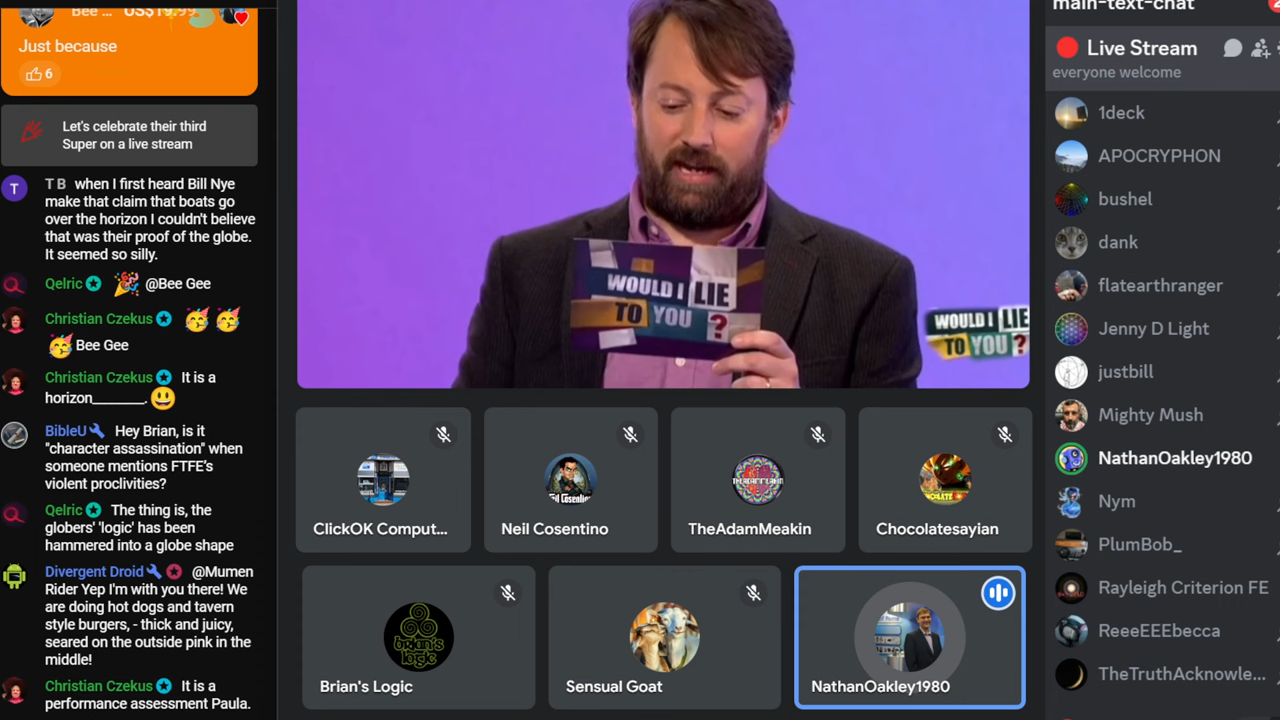 Bee ... US$19.99
Just because
6
Let's celebrate their third
Super on a live stream
T
T B when I first heard Bill Nye
make that claim that boats go
over the horizon I couldn't believe
that was their proof of the globe.
It seemed so silly.
Qelric @Bee Gee
Christian Czekus
Bee Gee
Christian Czekus It is a
horizon_______.
BibleU Hey Brian, is it
"character assassination" when
someone mentions FTFE's
violent proclivities?
Qelric The thing is, the
globers' 'logic' has been
hammered into a globe shape
Divergent Droid @Mumen
Rider Yep I'm with you there! We
are doing hot dogs and tavern
style burgers, - thick and juicy,
seared on the outside pink in the
middle!
Christian Czekus It is a
performance assessment Paula.
WOULD I LIE
TO YOU ?
WOULD I LIE
TO YOU ?
ClickOK Comput...
Neil Cosentino
TheAdamMeakin
Chocolatesayian
brian's
logic
Brian's Logic
Sensual Goat
NathanOakley1980
main-text-chat
Live Stream
everyone welcome
1deck
APOCRYPHON
bushel
dank
flatearthranger
Jenny D Light
justbill
Mighty Mush
NathanOakley1980
Nym
PlumBob_
Rayleigh Criterion FE
ReeeEEEbecca
TheTruthAcknowle...